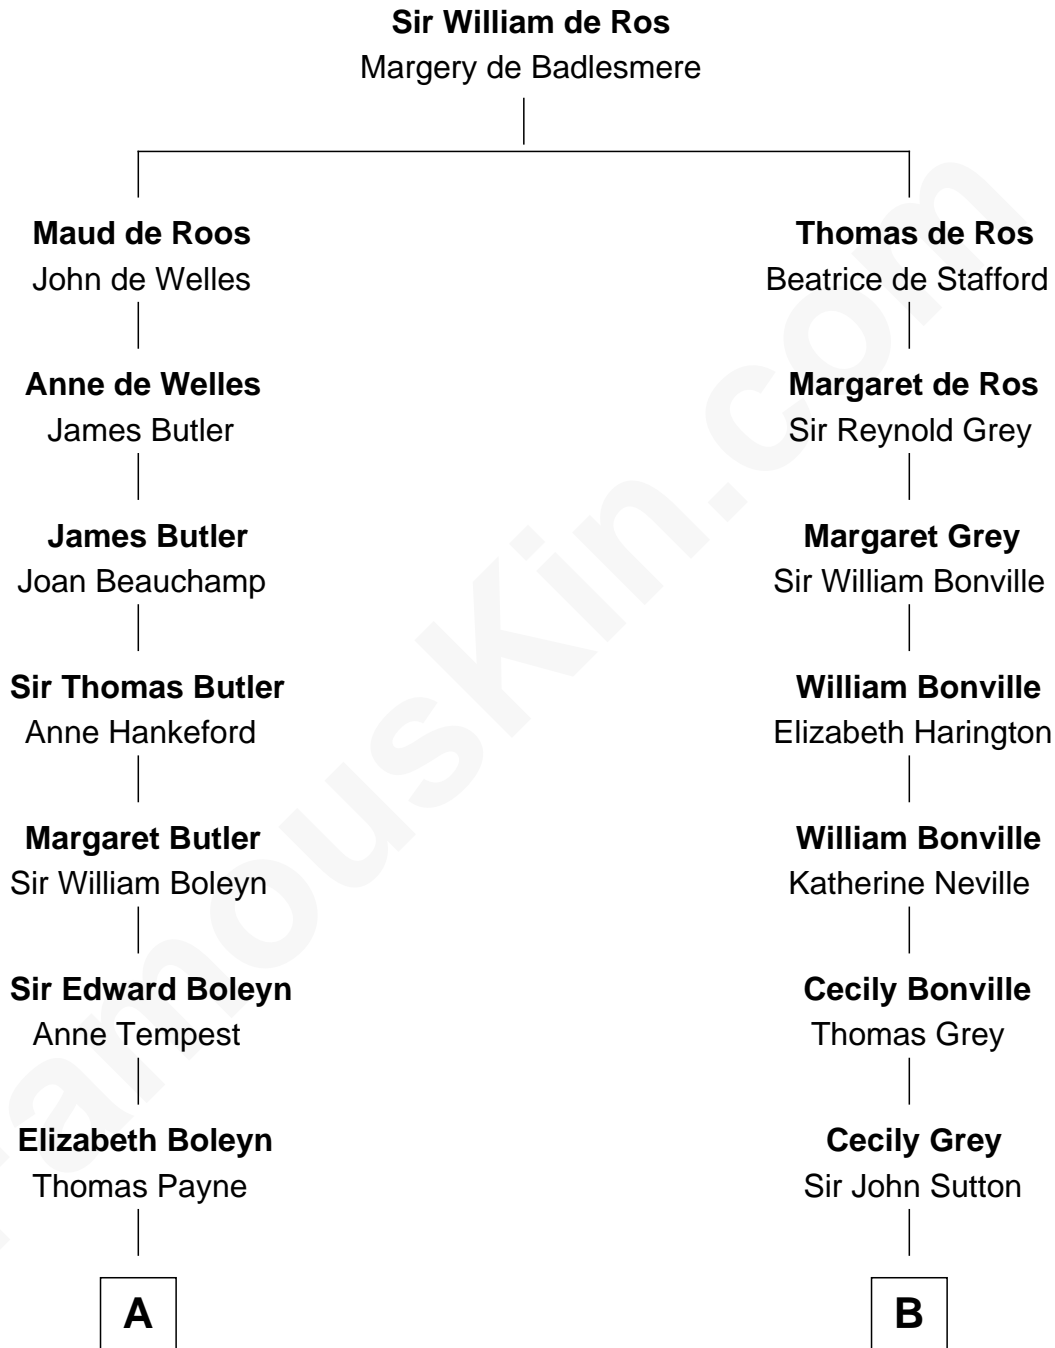 Sir William de Ros
Margery de Badlesmere
Maud de Roos
John de Welles
Thomas de Ros
Beatrice de Stafford
Anne de Welles
James Butler
Margaret de Ros
Sir Reynold Grey
James Butler
Joan Beauchamp
Margaret Grey
Sir William Bonville
Sir Thomas Butler
Anne Hankeford
William Bonville
Elizabeth Harington
Margaret Butler
Sir William Boleyn
William Bonville
Katherine Neville
Sir Edward Boleyn
Anne Tempest
Cecily Bonville
Thomas Grey
Elizabeth Boleyn
Thomas Payne
Cecily Grey
Sir John Sutton
A
B
FamousKin.com